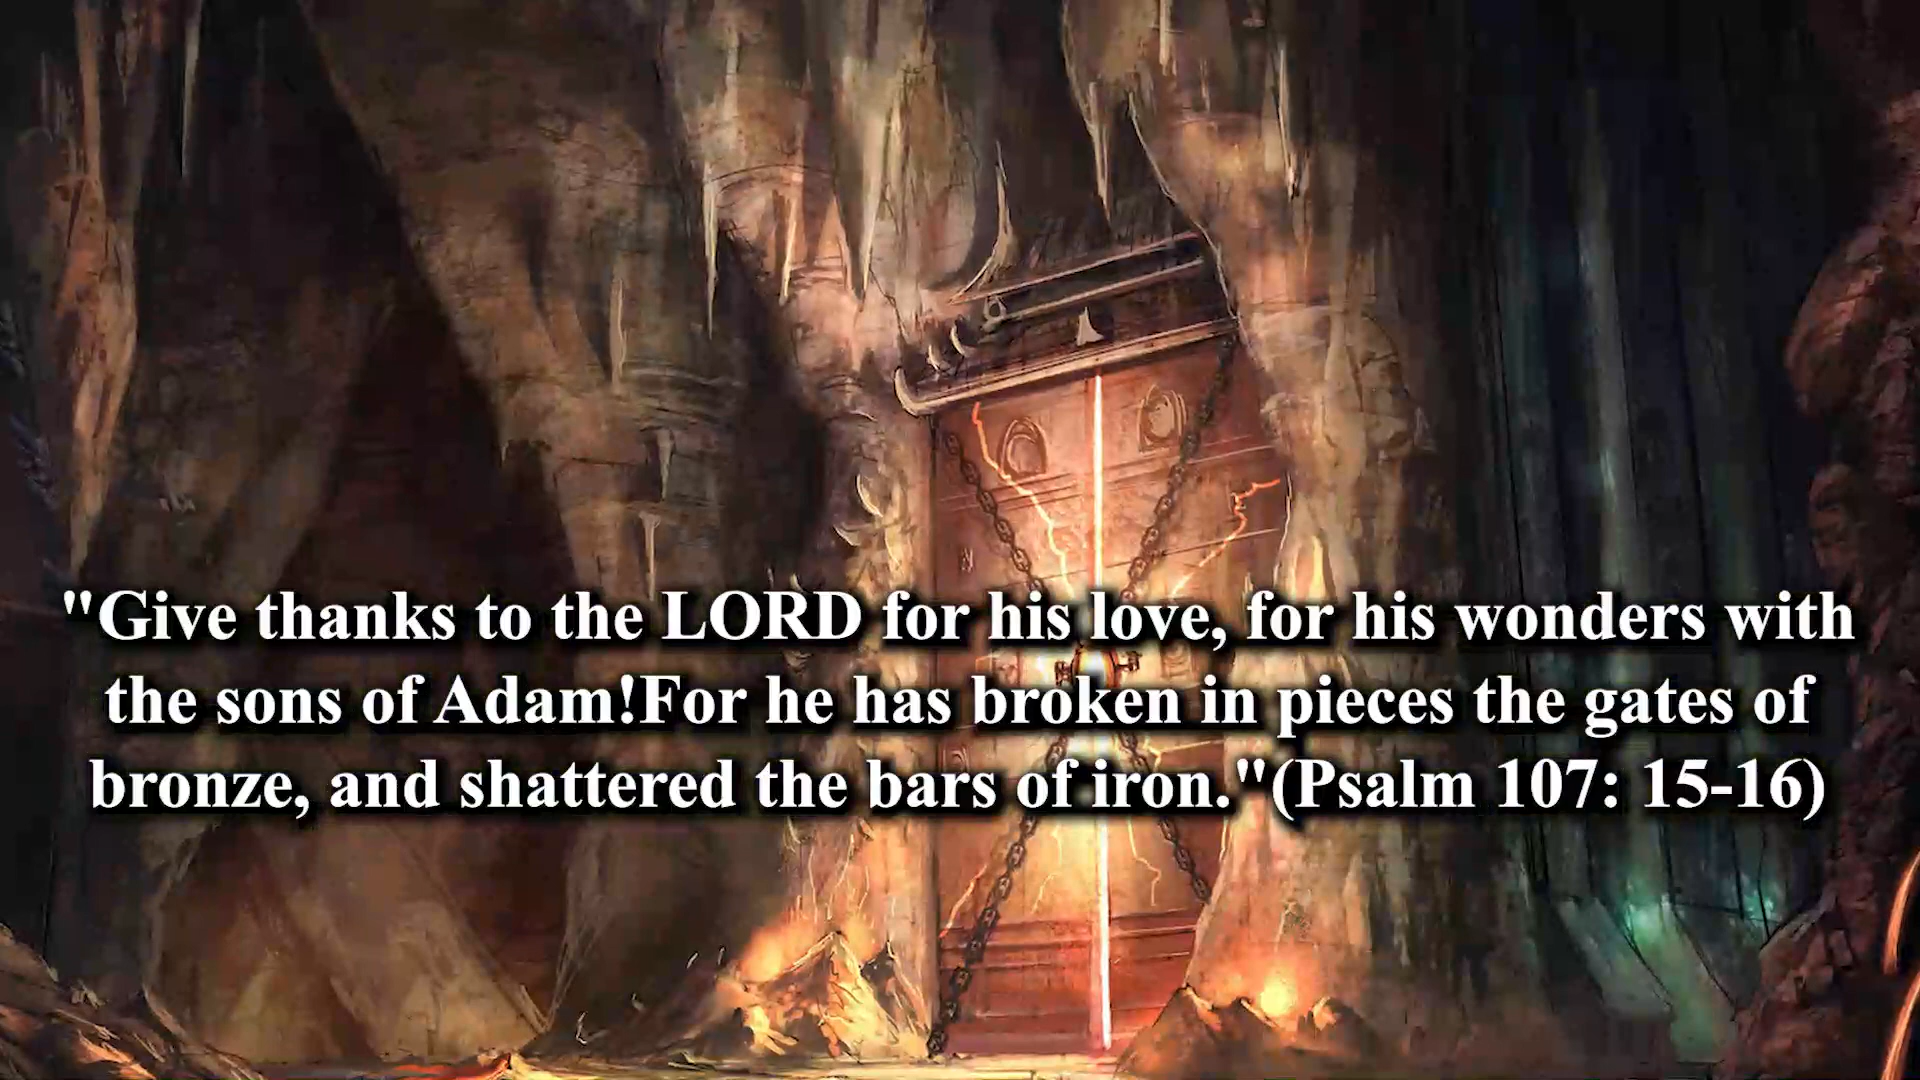 "Give thanks to the LORD for his love, for his wonders with
the sons of Adam!For he has broken in pieces the gates of
bronze, and shattered the bars of iron."(Psalm 107: 15-16)